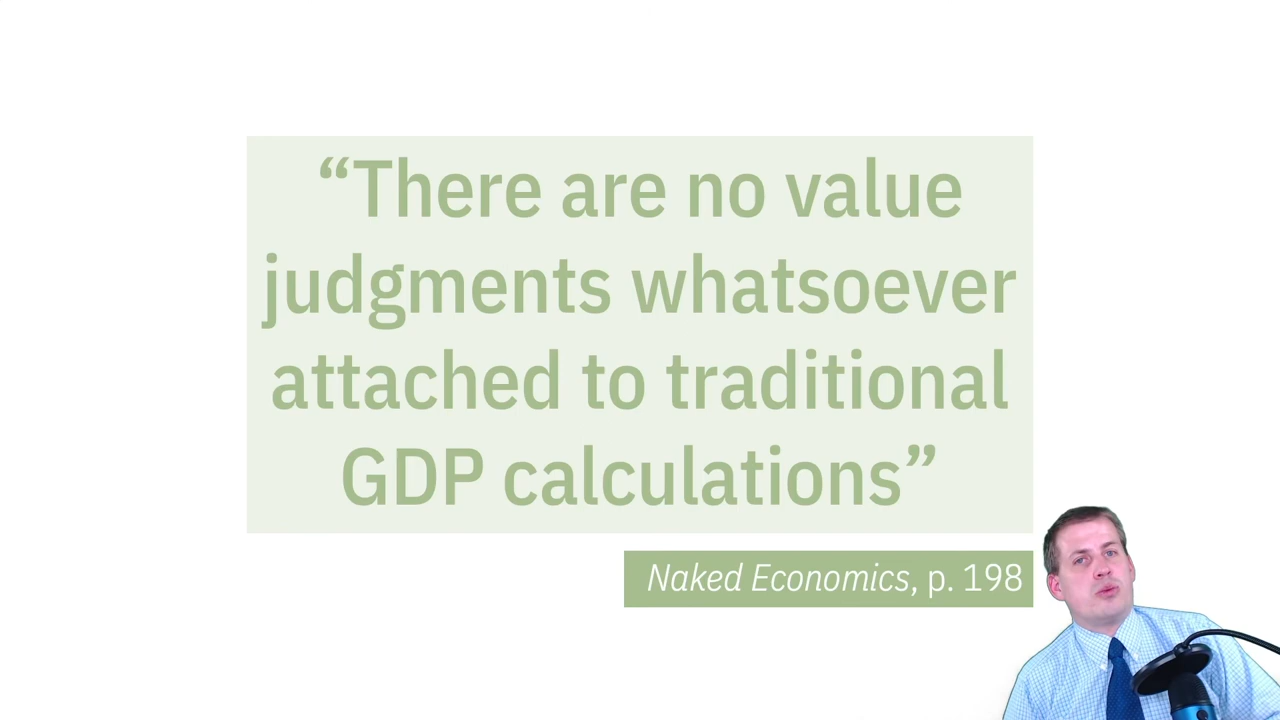 “There are no value
judgments whatsoever
attached to traditional
GDP calculations”
Naked Economics, p. 198